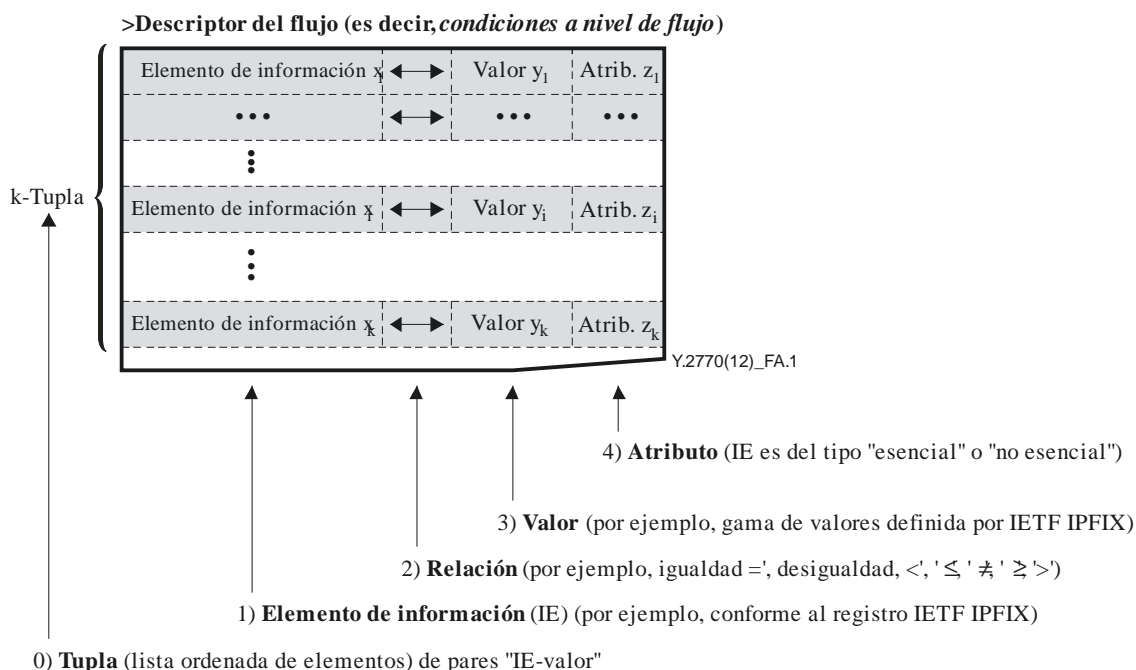 >Descriptor del flujo (es decir, condiciones a nivel de flujo)
Elemento de información x1 Valor y1 Atrib. z1
••• ••• •••
k-Tupla
Elemento de información xi Valor yi Atrib. zi
Elemento de información xk Valor yk Atrib. zk
Y.2770(12)_FA.1
4) Atributo (IE es del tipo "esencial" o "no esencial")
3) Valor (por ejemplo, gama de valores definida por IETF IPFIX)
2) Relación (por ejemplo, igualdad =', desigualdad, <', ' ≤, ' ≠, ' ≥, '>')
1) Elemento de información (IE) (por ejemplo, conforme al registro IETF IPFIX)
0) Tupla (lista ordenada de elementos) de pares "IE-valor"